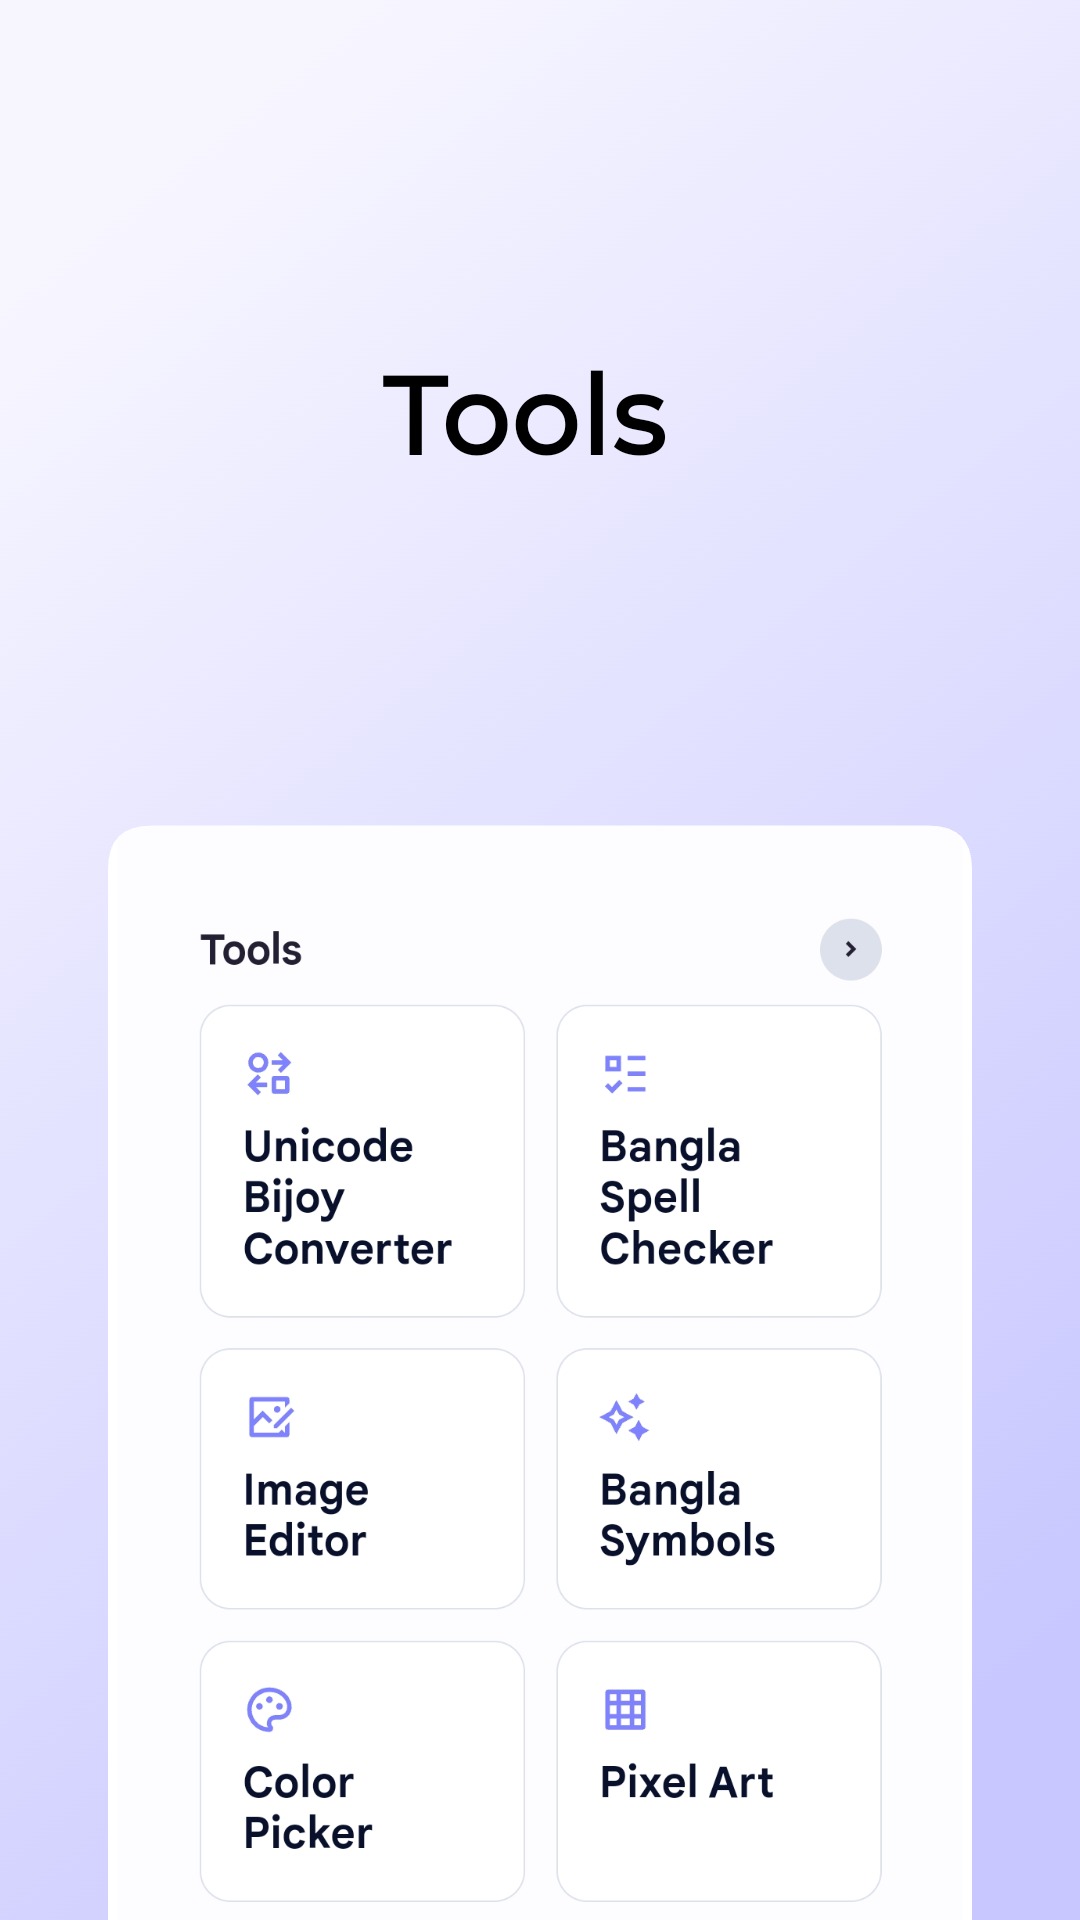 Tools
Tools
Unicode
Bijoy
Converter
Bangla
Spell
Checker
Image
Editor
Bangla
Symbols
Color
Picker
Pixel Art